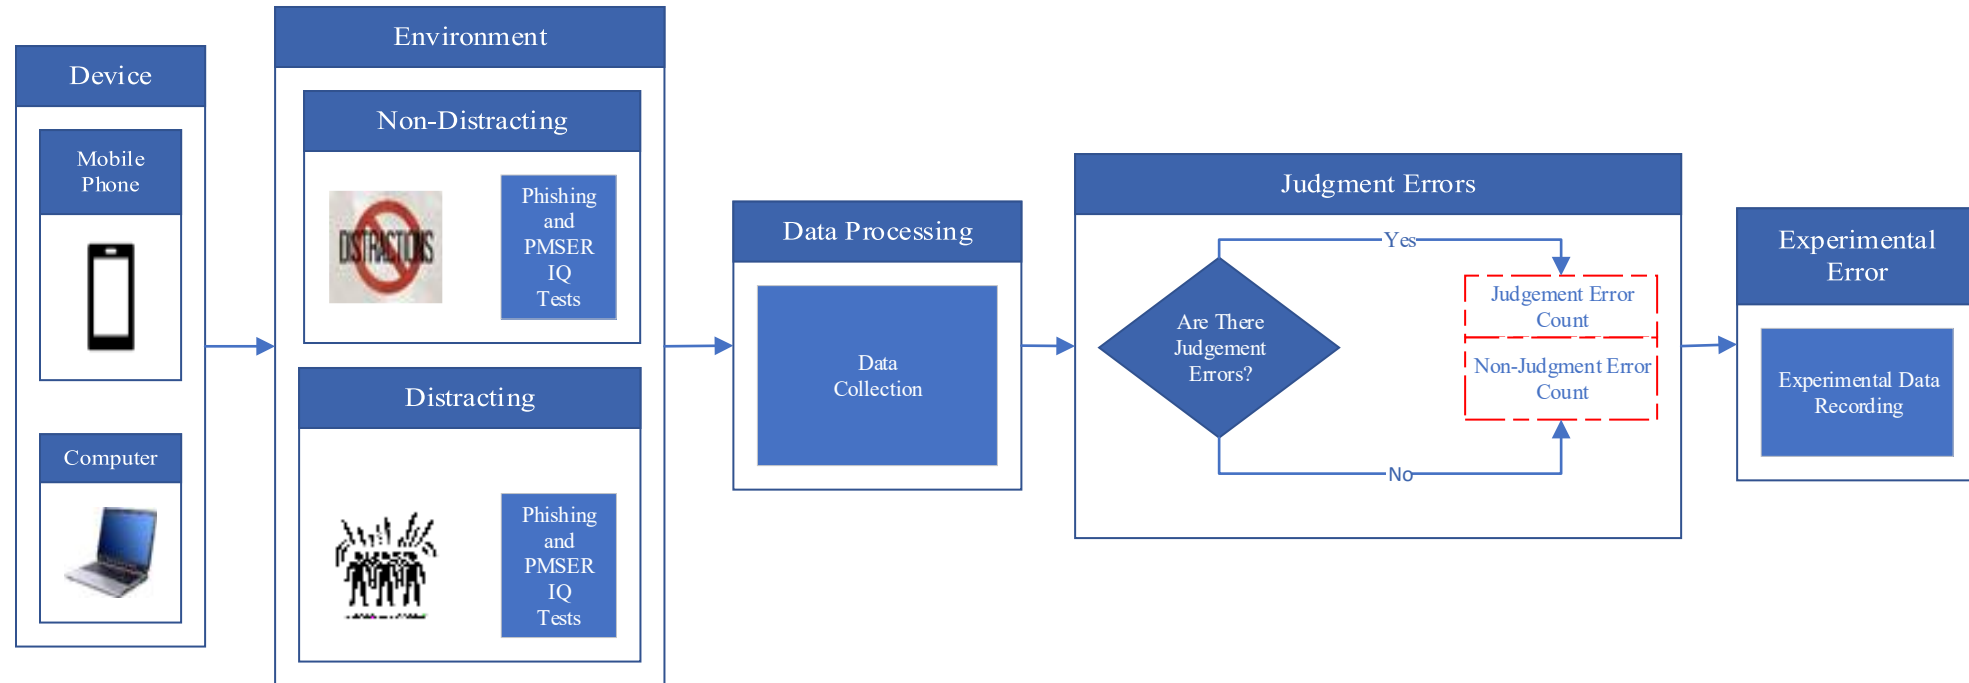 Device
Mobile
Phone
Computer
Environment
Non-Distracting
DISTRACTIONS
Phishing
and
PMSER
IQ
Tests
Distracting
Phishing
and
PMSER
IQ
Tests
Data Processing
Data
Collection
Judgment Errors
Are There
Judgement
Errors?
Yes
No
Judgement Error
Count
Non-Judgment Error
Count
Experimental
Error
Experimental Data
Recording